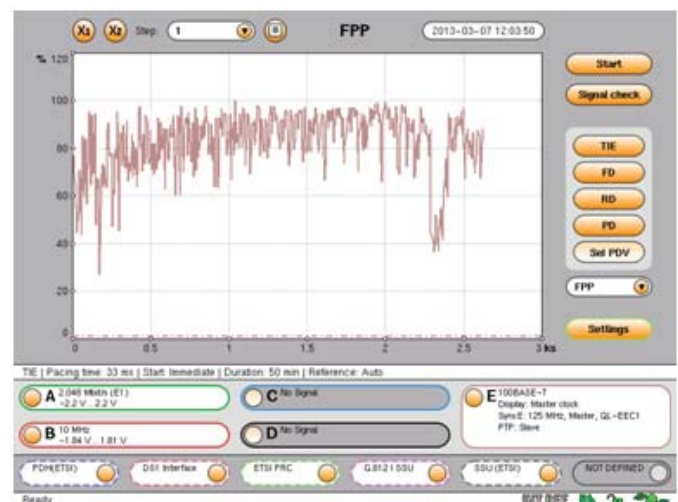 X1 X2 Step: 1 FPP 2013-03-07 12:03:50
% 120
100
80
60
40
20
0
0 0.5 1 1.5 2 2.5 3 ks
Start
Signal check
TIE
FD
RD
PD
Sel PDV
FPP
Settings
TIE | Pacing time: 33 ms | Start: Immediate | Duration: 50 min | Reference: Auto
A 2.048 Mbit/s (E1)
-2.2 V .. 2.2 V
C No Signal
E 100BASE-T
Display: Master clock
SyncE: 125 MHz, Master, QL-EEC1
PTP: Slave
B 10 MHz
-1.84 V .. 1.81 V
D No Signal
PDH(ETSI) DS1 Interface ETSI PRC G.812 I SSU SSU (ETSI) NOT DEFINED
Ready